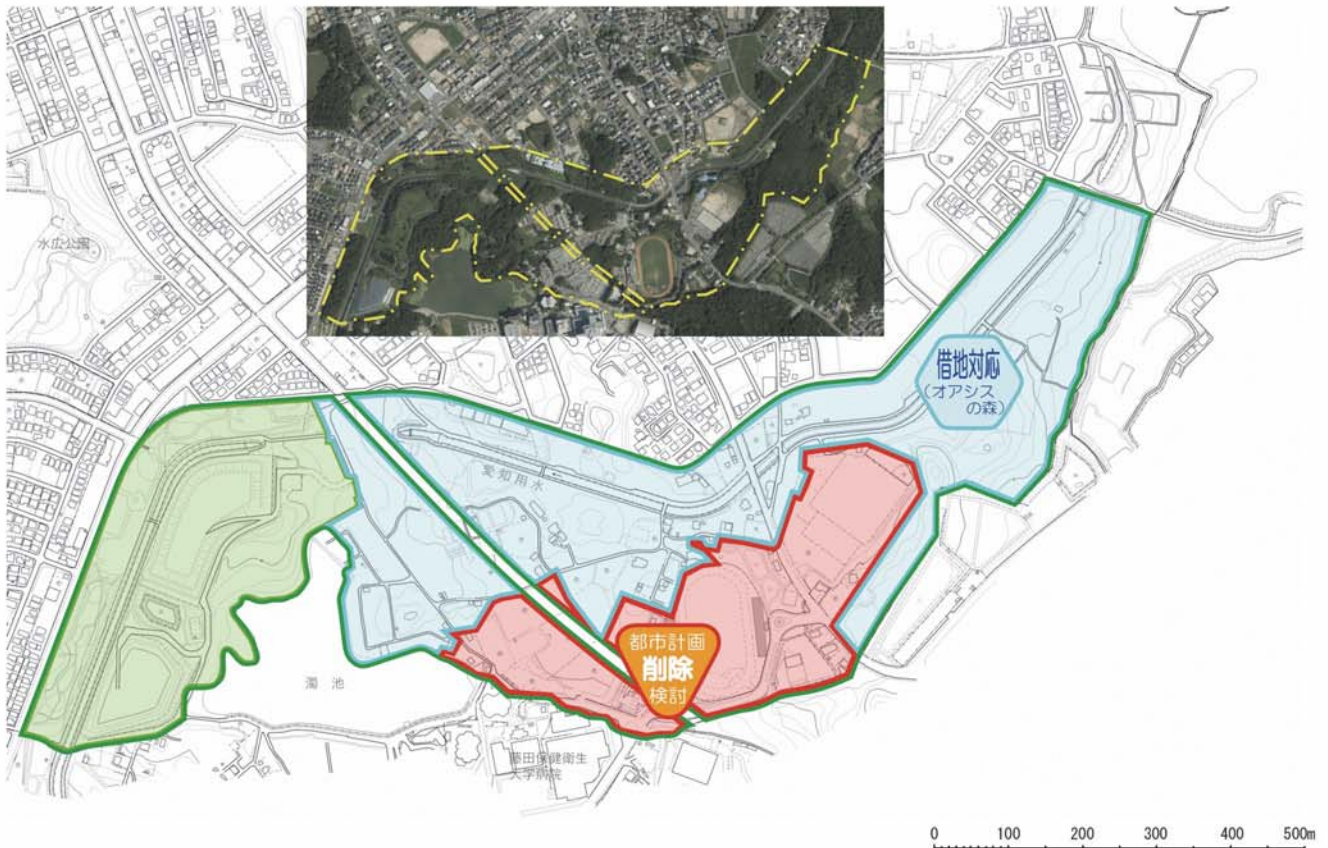 水広公園
借地対応
(オアシス
の森)
愛知用水
都市計画
削除
検討
濁池
藤田保健衛生
大学病院
0 100 200 300 400 500m